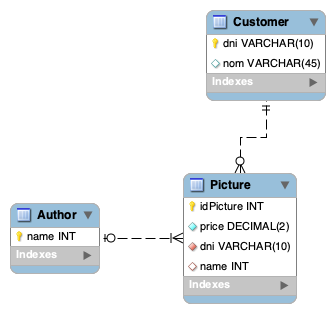 Customer
dni VARCHAR(10)
nom VARCHAR(45)
Indexes
Picture
idPicture INT
price DECIMAL(2)
dni VARCHAR(10)
name INT
Indexes
Author
name INT
Indexes